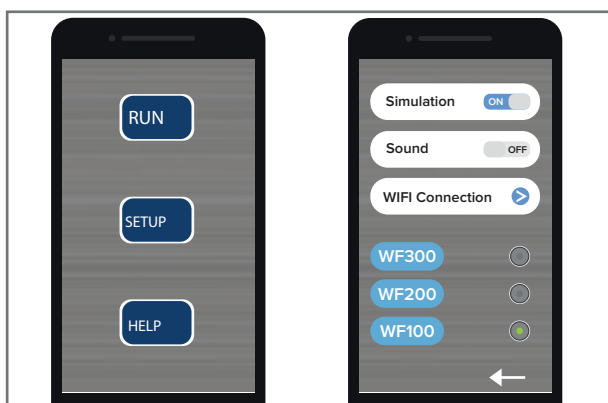 RUN
SETUP
HELP
Simulation ON
Sound OFF
WIFI Connection
WF300
WF200
WF100